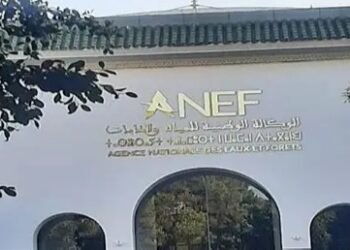 ANEF
الوكالة الوطنية للمياه والغابات
AGENCE NATIONALE DES EAUX ET FORETS